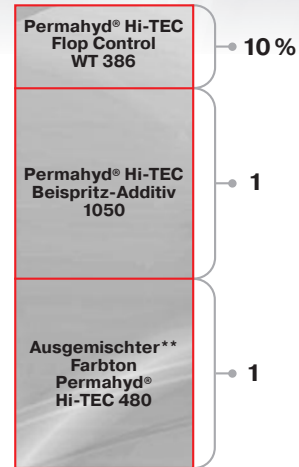 Permahyd® Hi-TEC
Flop Control
WT 386
10 %
Permahyd® Hi-TEC
Beispritz-Additiv
1050
1
Ausgemischter**
Farbton
Permahyd®
Hi-TEC 480
1